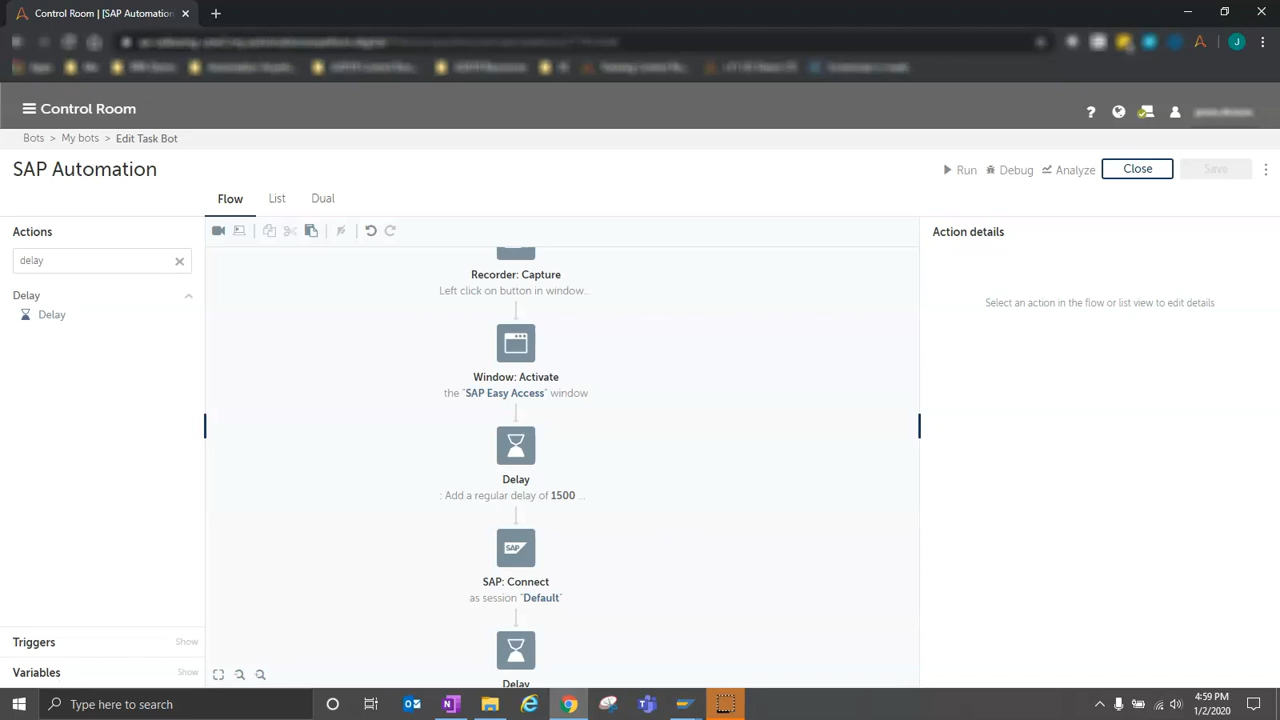 Control Room | [SAP Automation
J
Control Room
?
Bots > My bots > Edit Task Bot
SAP Automation
Run
Debug
Analyze
Close
Save
Flow
List
Dual
Actions
delay
Delay
Delay
Triggers
Show
Variables
Show
Recorder: Capture
Left click on button in window...
Window: Activate
the "SAP Easy Access" window
Delay
: Add a regular delay of 1500 ...
SAP
SAP: Connect
as session "Default"
Delay
Action details
Select an action in the flow or list view to edit details
Type here to search
4:59 PM
1/2/2020